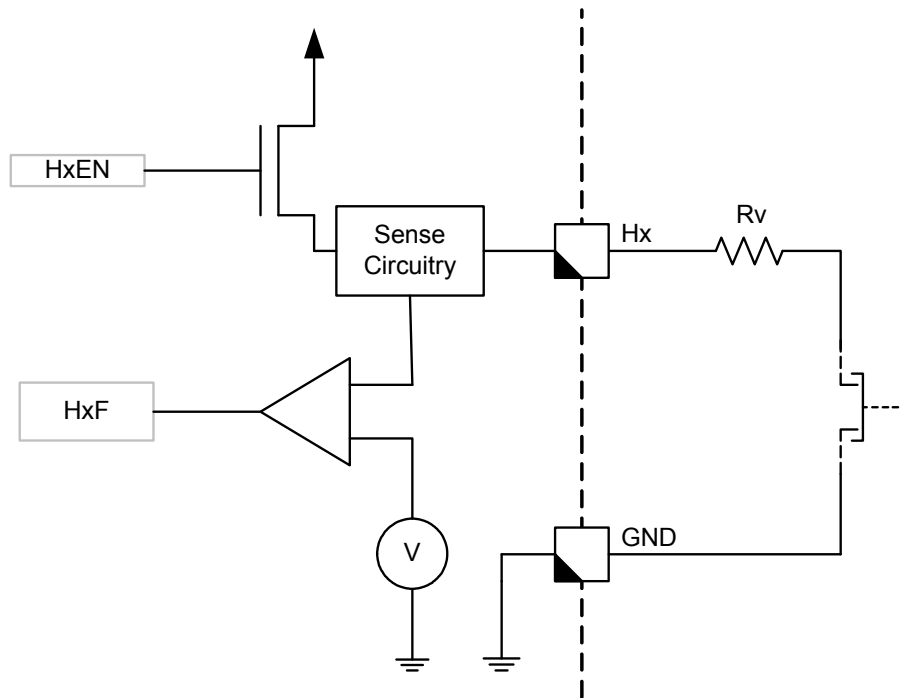 HxEN
Sense
Circuitry
Hx
Rv
HxF
GND
V